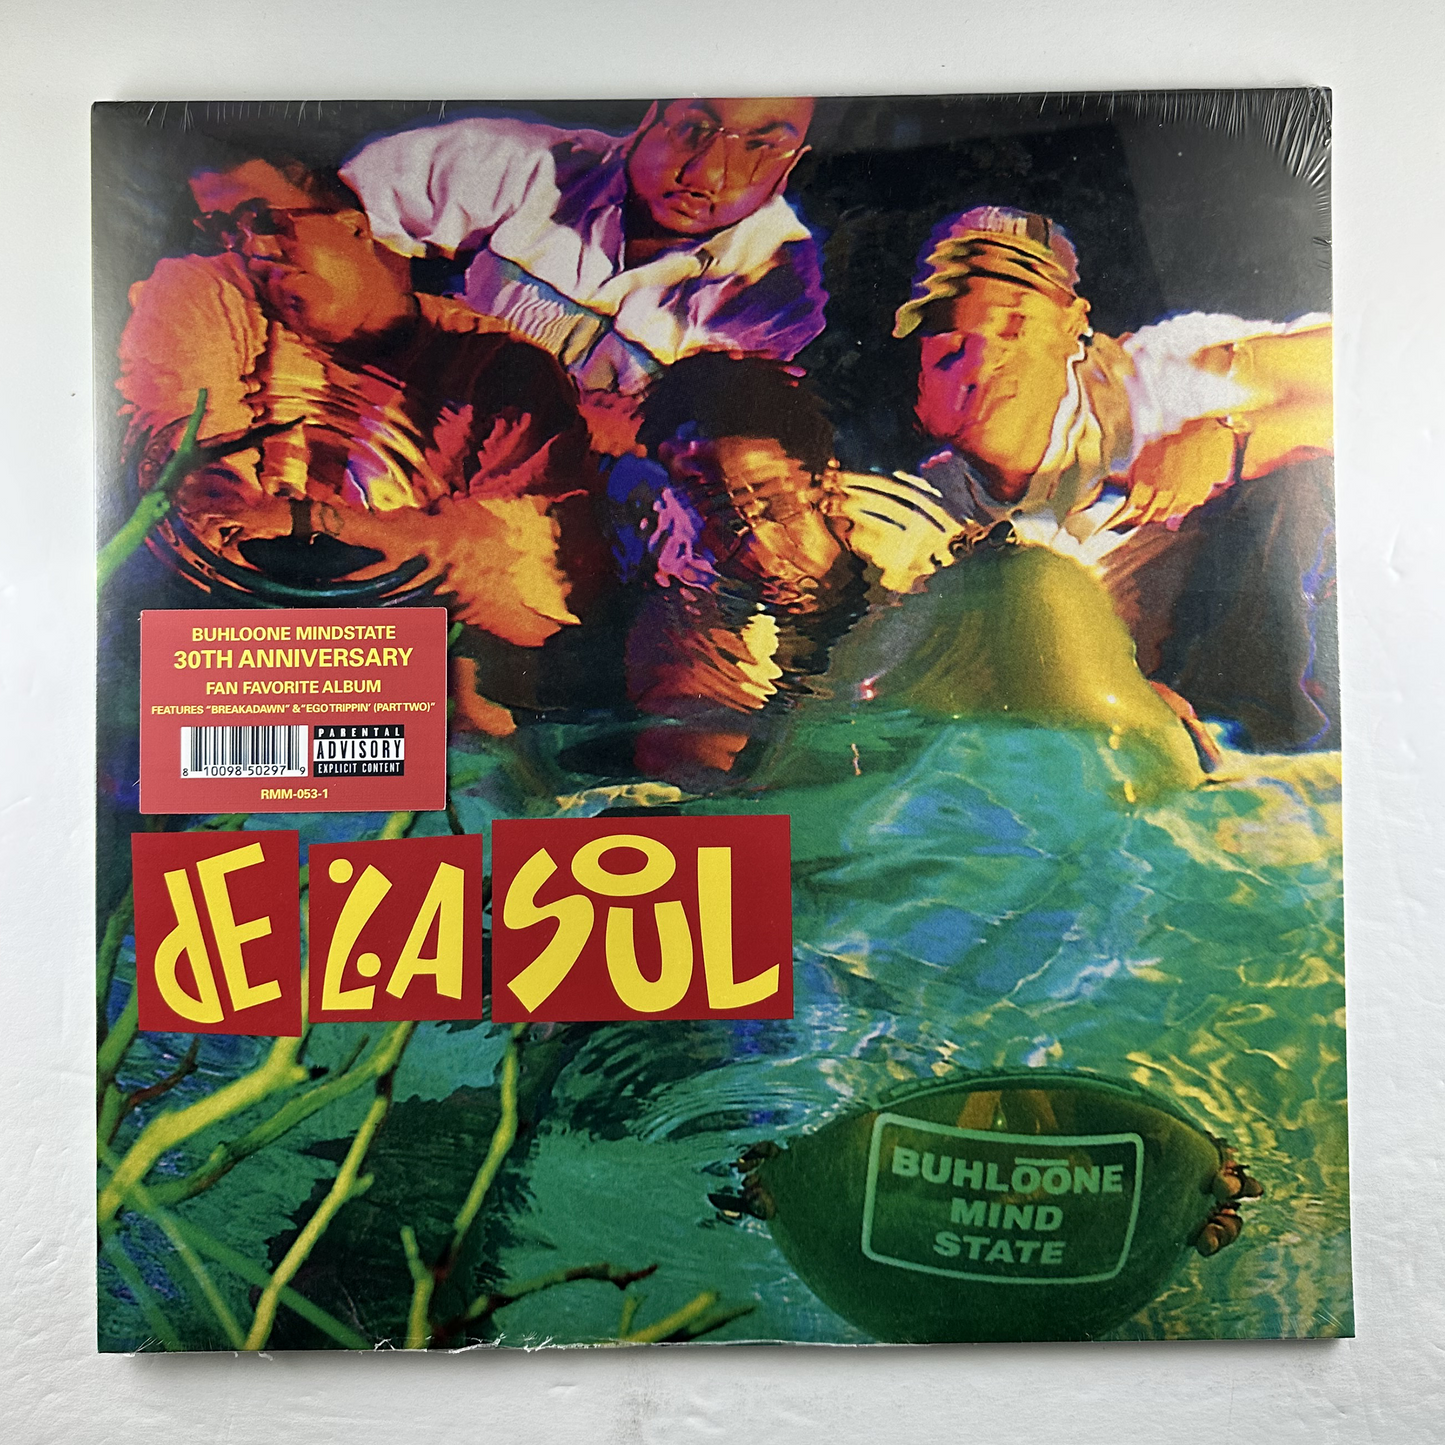 BUHLOONE MINDSTATE
30TH ANNIVERSARY
FAN FAVORITE ALBUM
FEATURES "BREAKADAWN" & "EGO TRIPPIN' (PART TWO)"
PARENTAL
ADVISORY
EXPLICIT CONTENT
8 10098 50297 9
RMM-053-1
DE LA SOUL
BUHLŌŌNE
MIND
STATE